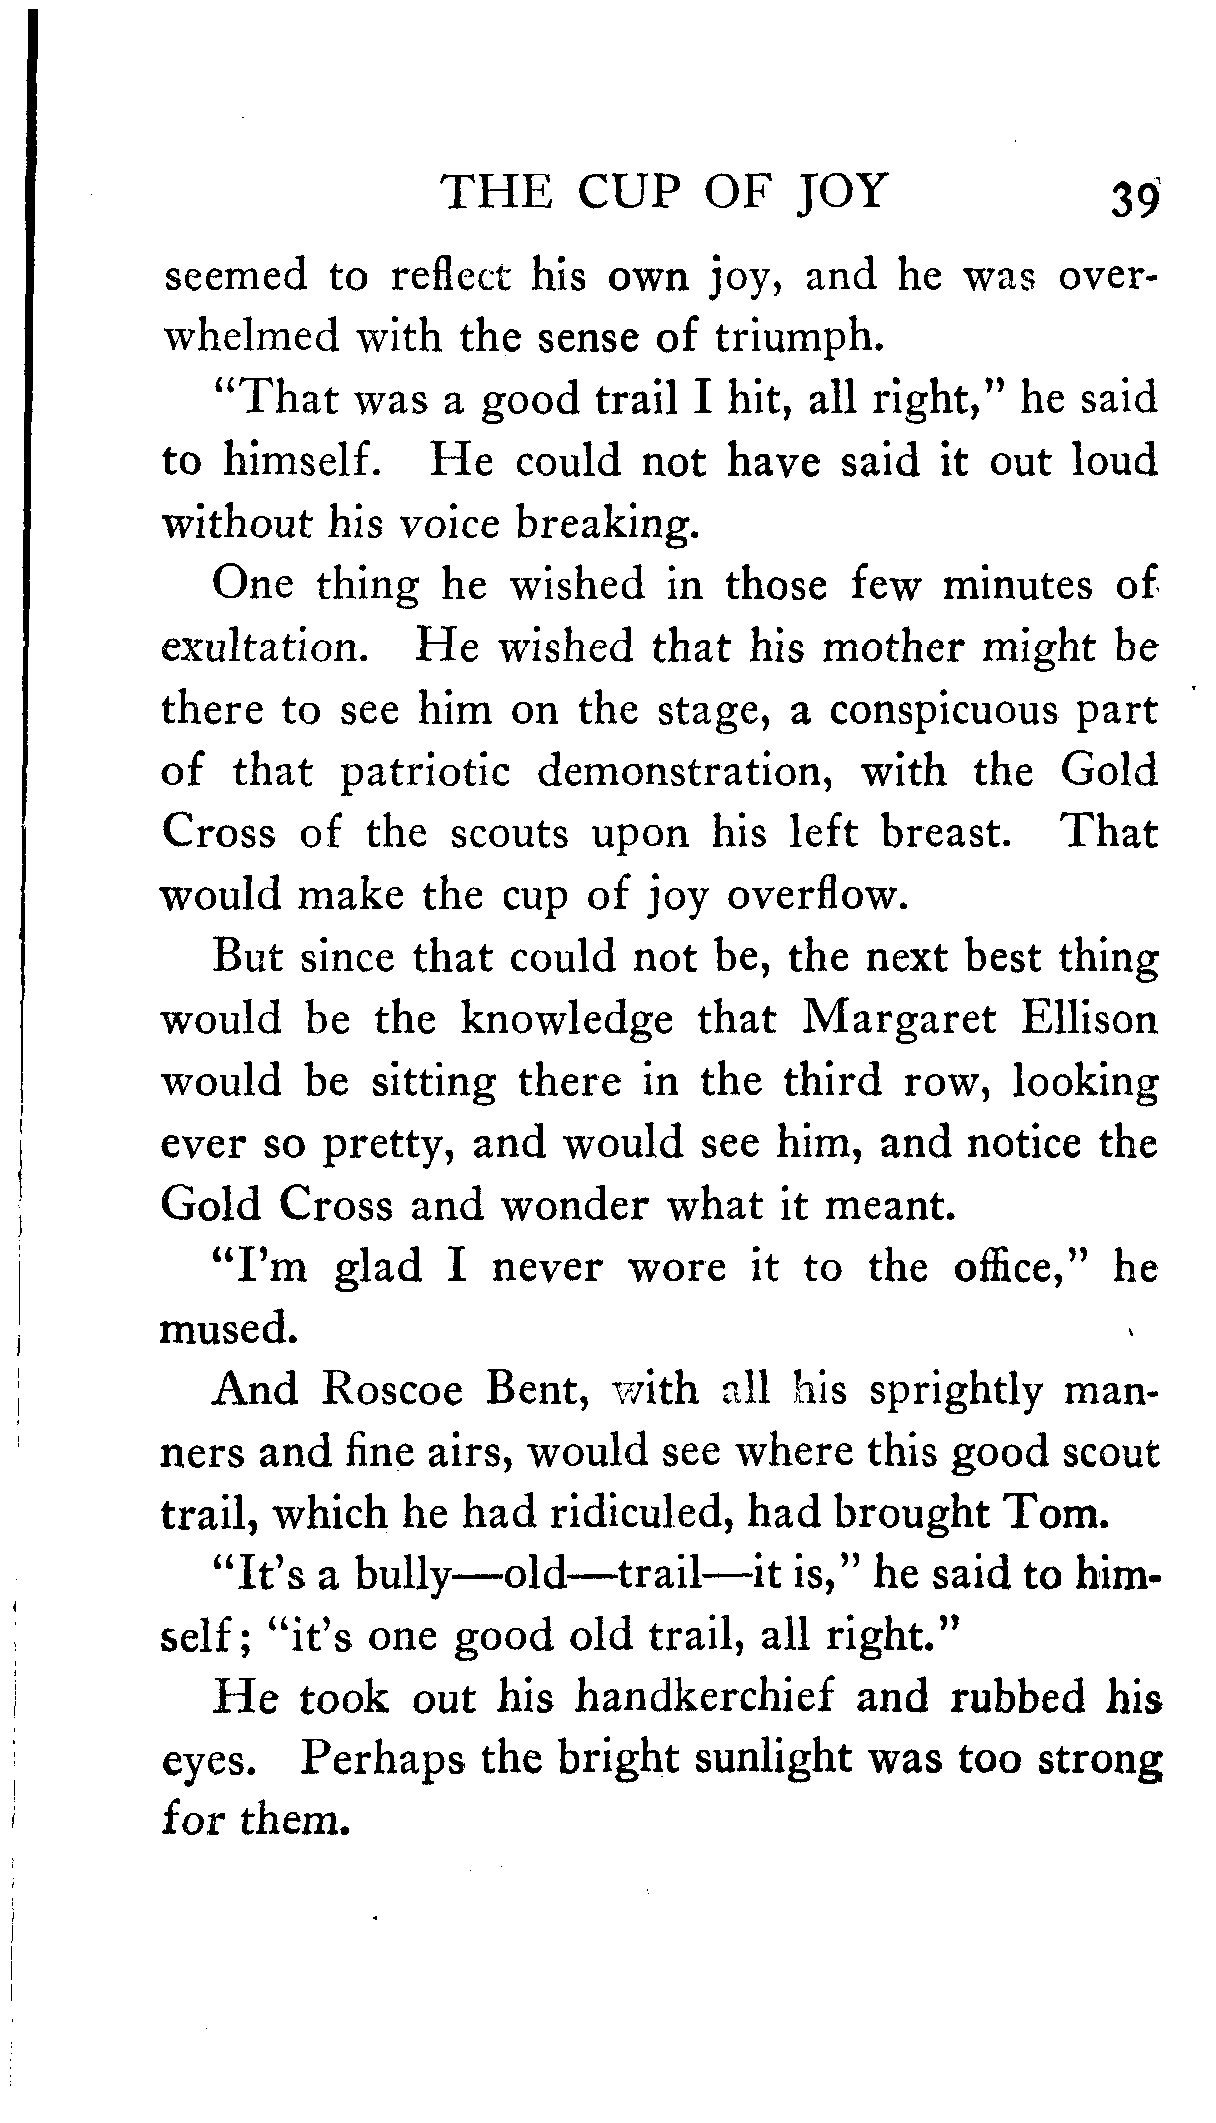 THE CUP OF JOY 39
seemed to reflect his own joy, and he was over-
whelmed with the sense of triumph.
"That was a good trail I hit, all right," he said
to himself. He could not have said it out loud
without his voice breaking.
One thing he wished in those few minutes of
exultation. He wished that his mother might be
there to see him on the stage, a conspicuous part
of that patriotic demonstration, with the Gold
Cross of the scouts upon his left breast. That
would make the cup of joy overflow.
But since that could not be, the next best thing
would be the knowledge that Margaret Ellison
would be sitting there in the third row, looking
ever so pretty, and would see him, and notice the
Gold Cross and wonder what it meant.
"I'm glad I never wore it to the office," he
mused.
And Roscoe Bent, with all his sprightly man-
ners and fine airs, would see where this good scout
trail, which he had ridiculed, had brought Tom.
"It's a bully—old—trail—it is," he said to him-
self; "it's one good old trail, all right."
He took out his handkerchief and rubbed his
eyes. Perhaps the bright sunlight was too strong
for them.